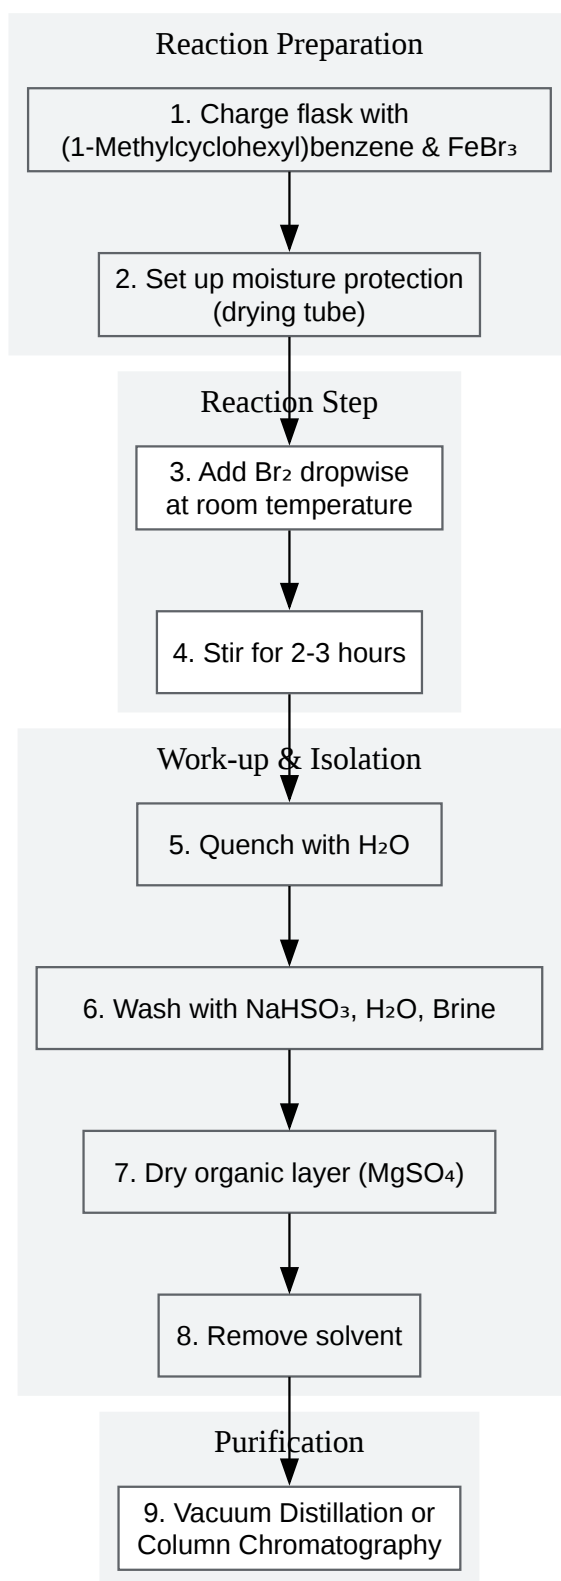 Reaction Preparation
1. Charge flask with
(1-Methylcyclohexyl)benzene & FeBr₃
2. Set up moisture protection
(drying tube)
Reaction Step
3. Add Br₂ dropwise
at room temperature
4. Stir for 2-3 hours
Work-up & Isolation
5. Quench with H₂O
6. Wash with NaHSO₃, H₂O, Brine
7. Dry organic layer (MgSO₄)
8. Remove solvent
Purification
9. Vacuum Distillation or
Column Chromatography